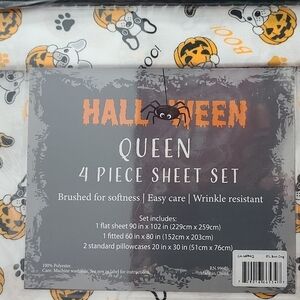 BOO!
BOO!
HALLOWEEN
QUEEN
4 PIECE SHEET SET
Brushed for softness | Easy care | Wrinkle resistant
Set includes:
1 flat sheet 90 in x 102 in (229cm x 259cm)
1 fitted 60 in x 80 in (152cm x 203cm)
2 standard pillowcases 20 in x 30 in (51cm x 76cm)
100% Polyester